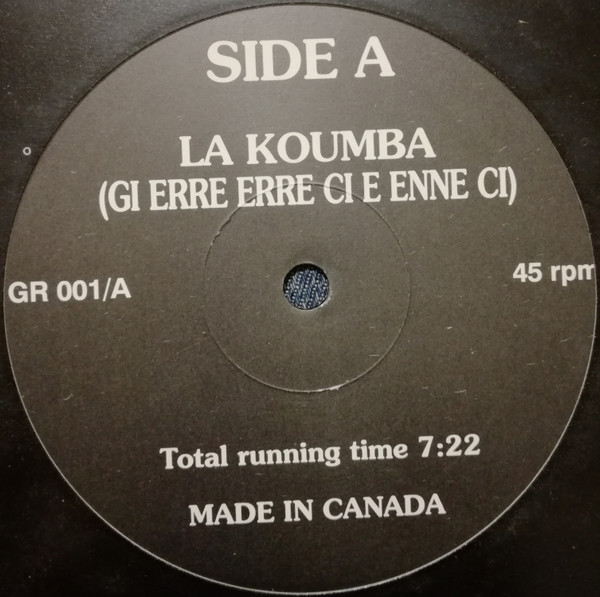 SIDE A
LA KOUMBA
(GI ERRE ERRE CI E ENNE CI)
GR 001/A
45 rpm
Total running time 7:22
MADE IN CANADA